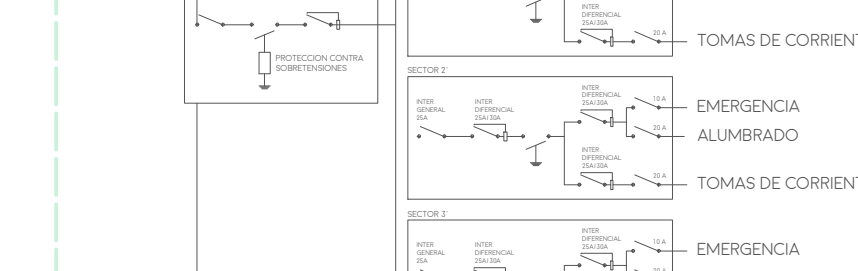 INTER
DIFERENCIAL
25A/30A
20 A
TOMAS DE CORRIENT
PROTECCION CONTRA
SOBRETENSIONES
SECTOR 2´
INTER
GENERAL
25A
INTER
DIFERENCIAL
25A/30A
INTER
DIFERENCIAL
25A/30A
10 A
EMERGENCIA
20 A
ALUMBRADO
INTER
DIFERENCIAL
25A/30A
20 A
TOMAS DE CORRIENT
SECTOR 3´
INTER
GENERAL
25A
INTER
DIFERENCIAL
25A/30A
INTER
DIFERENCIAL
25A/30A
10 A
EMERGENCIA
20 A